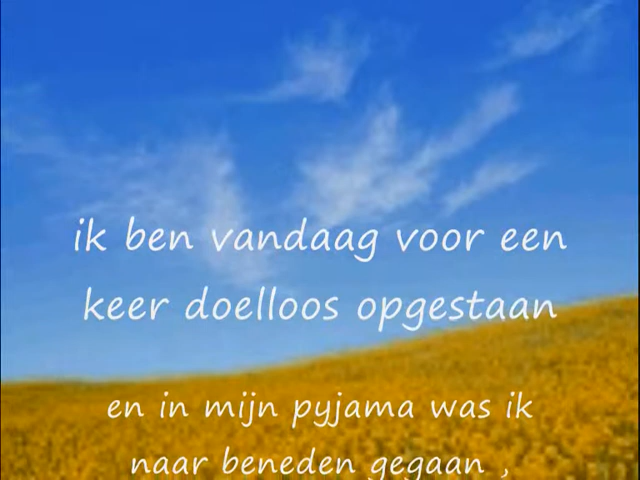 ik ben vandaag voor een
keer doelloos opgestaan
en in mijn pyjama was ik
naar beneden gegaan ,